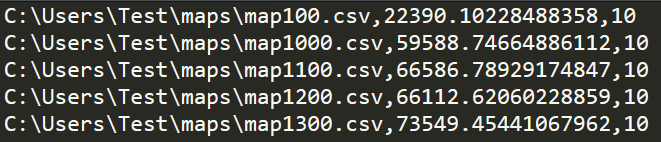 C:\Users\Test\maps\map100.csv,22390.10228488358,10
C:\Users\Test\maps\map1000.csv,59588.74664886112,10
C:\Users\Test\maps\map1100.csv,66586.78929174847,10
C:\Users\Test\maps\map1200.csv,66112.62060228859,10
C:\Users\Test\maps\map1300.csv,73549.45441067962,10